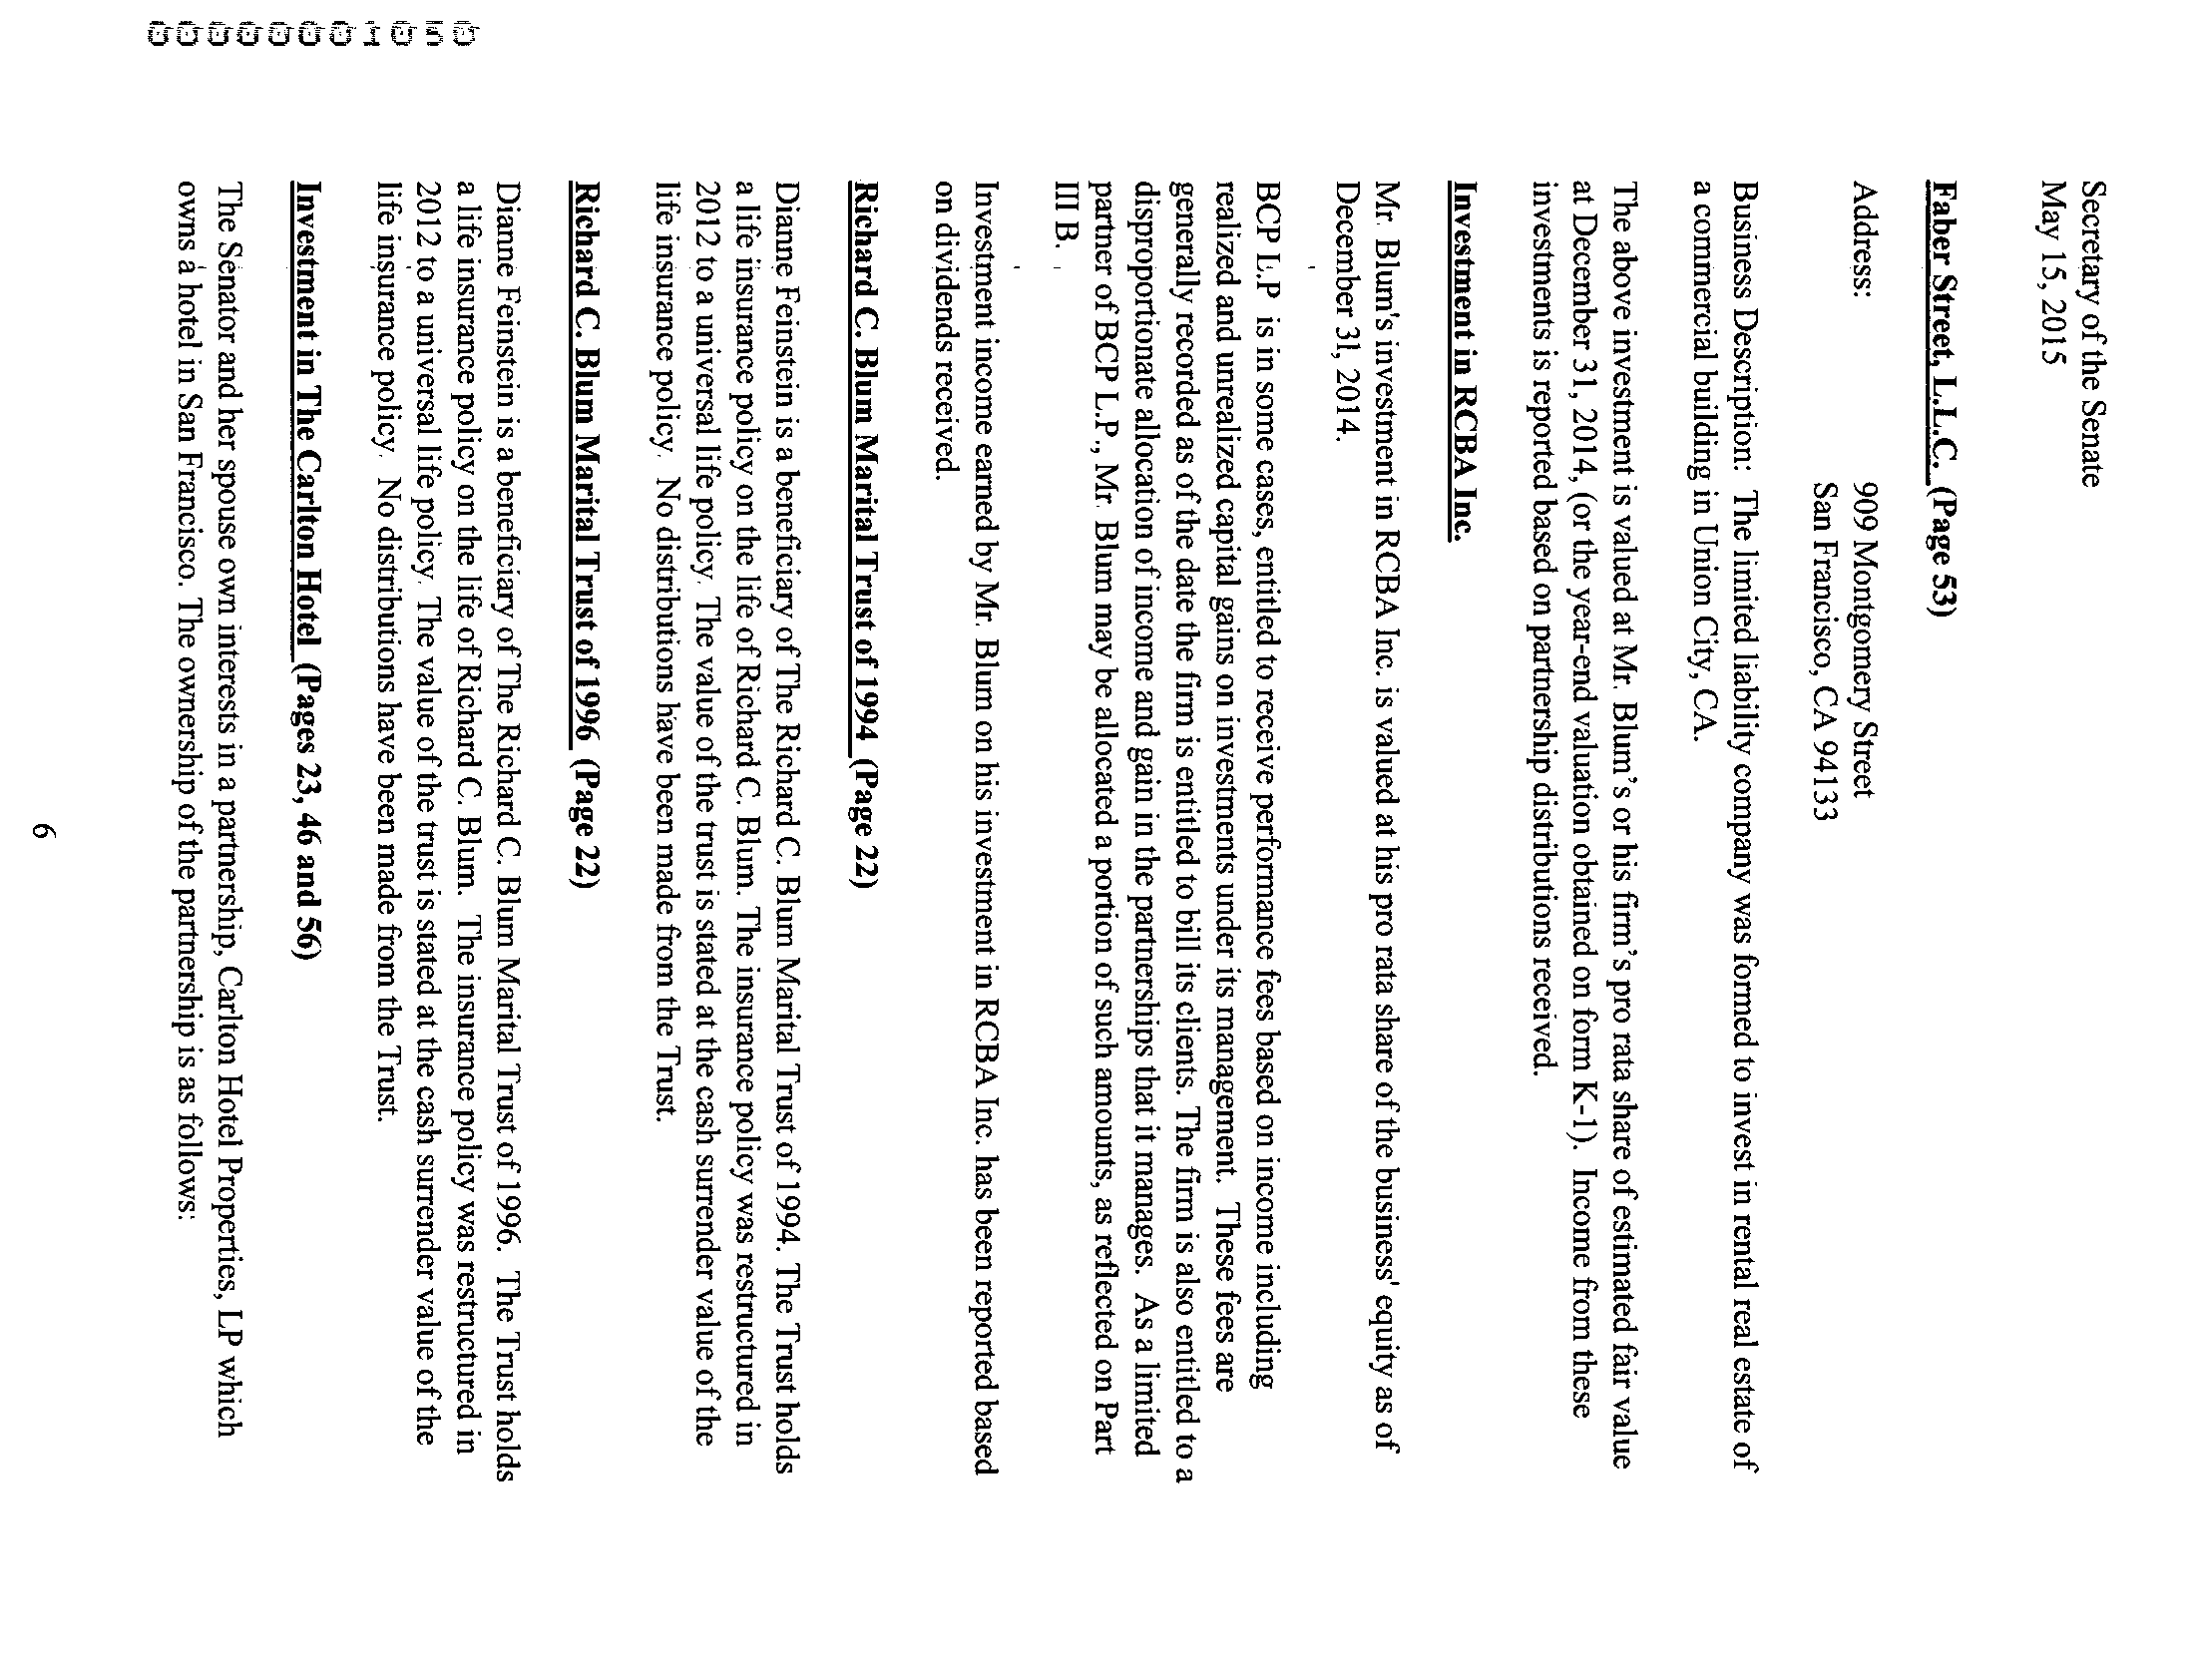 Secretary of the Senate
May 15, 2015
Faber Street, L.L.C. (Page 53)
Address: 909 Montgomery Street
San Francisco, CA 94133
Business Description: The limited liability company was formed to invest in rental real estate of
a commercial building in Union City, CA.
The above investment is valued at Mr. Blum's or his firm's pro rata share of estimated fair value
at December 31, 2014, (or the year-end valuation obtained on form K-1). Income from these
investments is reported based on partnership distributions received.
Investment in RCBA Inc.
Mr. Blum's investment in RCBA Inc. is valued at his pro rata share of the business' equity as of
December 31, 2014.
BCP L.P is in some cases, entitled to receive performance fees based on income including
realized and unrealized capital gains on investments under its management. These fees are
generally recorded as of the date the firm is entitled to bill its clients. The firm is also entitled to a
disproportionate allocation of income and gain in the partnerships that it manages. As a limited
partner of BCP L.P., Mr. Blum may be allocated a portion of such amounts, as reflected on Part
III B.
Investment income earned by Mr. Blum on his investment in RCBA Inc. has been reported based
on dividends received.
Richard C. Blum Marital Trust of 1994 (Page 22)
Dianne Feinstein is a beneficiary of The Richard C. Blum Marital Trust of 1994. The Trust holds
a life insurance policy on the life of Richard C. Blum. The insurance policy was restructured in
2012 to a universal life policy. The value of the trust is stated at the cash surrender value of the
life insurance policy. No distributions have been made from the Trust.
Richard C. Blum Marital Trust of 1996 (Page 22)
Dianne Feinstein is a beneficiary of The Richard C. Blum Marital Trust of 1996. The Trust holds
a life insurance policy on the life of Richard C. Blum. The insurance policy was restructured in
2012 to a universal life policy. The value of the trust is stated at the cash surrender value of the
life insurance policy. No distributions have been made from the Trust.
Investment in The Carlton Hotel (Pages 23, 46 and 56)
The Senator and her spouse own interests in a partnership, Carlton Hotel Properties, LP which
owns a hotel in San Francisco. The ownership of the partnership is as follows:
6
00000001050